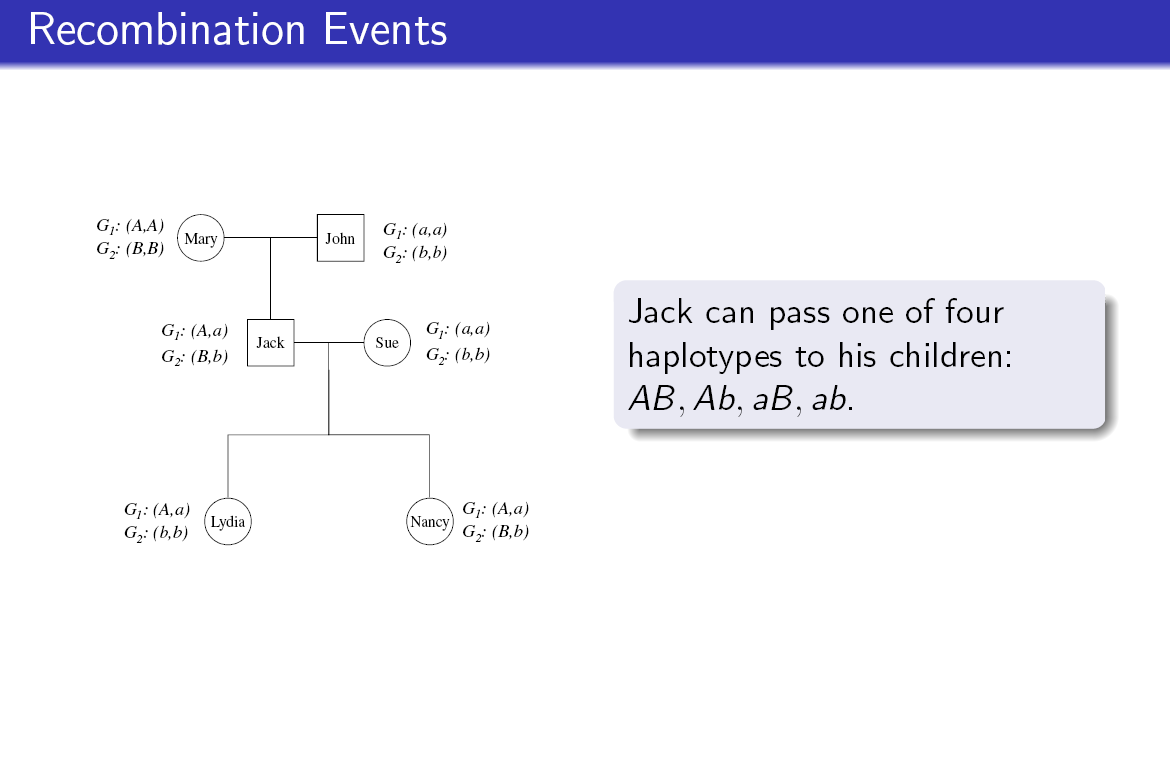 Recombination Events
G1: (A,A)
G2: (B,B)
Mary
John
G1: (a,a)
G2: (b,b)
G1: (A,a)
G2: (B,b)
Jack
Sue
G1: (a,a)
G2: (b,b)
Jack can pass one of four
haplotypes to his children:
AB, Ab, aB, ab.
G1: (A,a)
G2: (b,b)
Lydia
Nancy
G1: (A,a)
G2: (B,b)